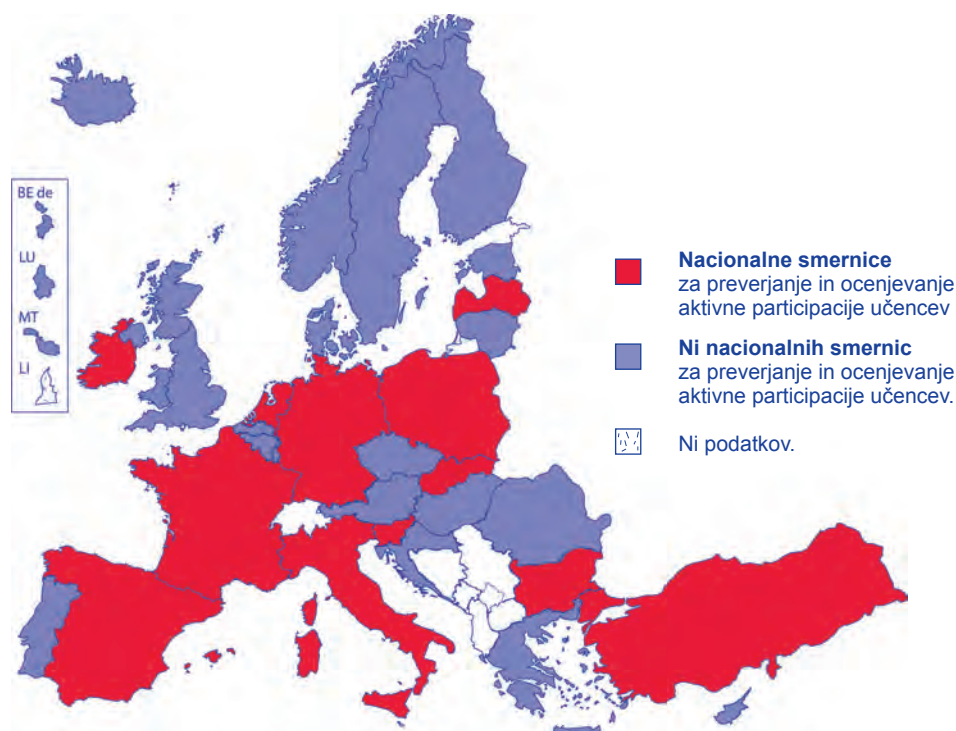 BE de
LU
MT
LI
Nacionalne smernice
za preverjanje in ocenjevanje
aktivne participacije učencev
Ni nacionalnih smernic
za preverjanje in ocenjevanje
aktivne participacije učencev.
Ni podatkov.